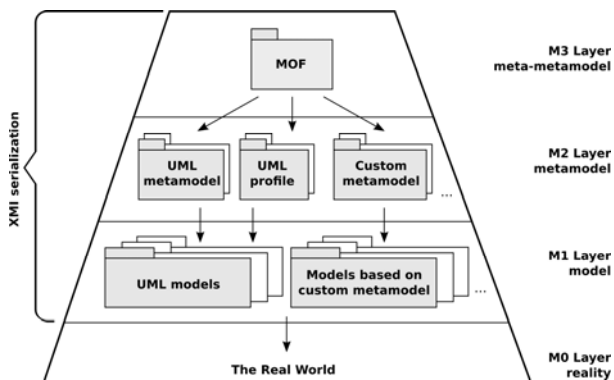 XMI serialization
MOF
M3 Layer
meta-metamodel
UML
metamodel
UML
profile
Custom
metamodel
...
M2 Layer
metamodel
UML models
Models based on
custom metamodel
...
M1 Layer
model
The Real World
M0 Layer
reality